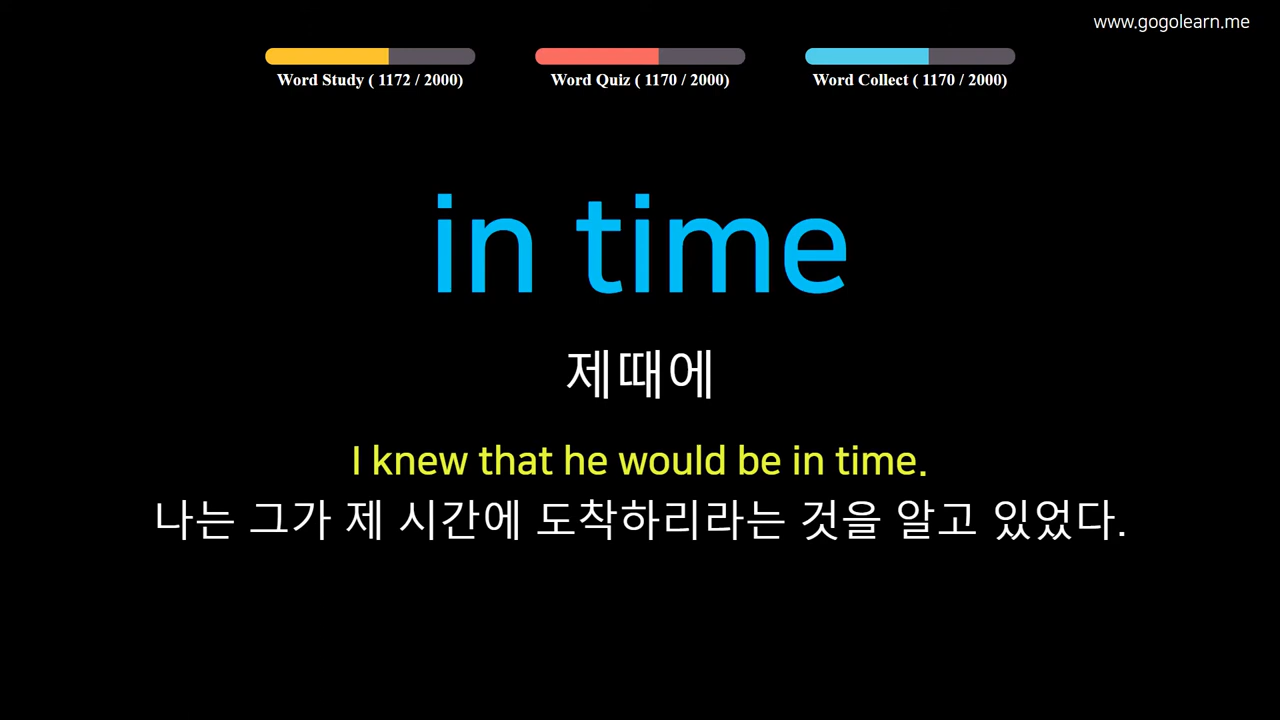 www.gogolearn.me
Word Study ( 1172 / 2000)
Word Quiz ( 1170 / 2000)
Word Collect ( 1170 / 2000)
in time
제때에
I knew that he would be in time.
나는 그가 제 시간에 도착하리라는 것을 알고 있었다.